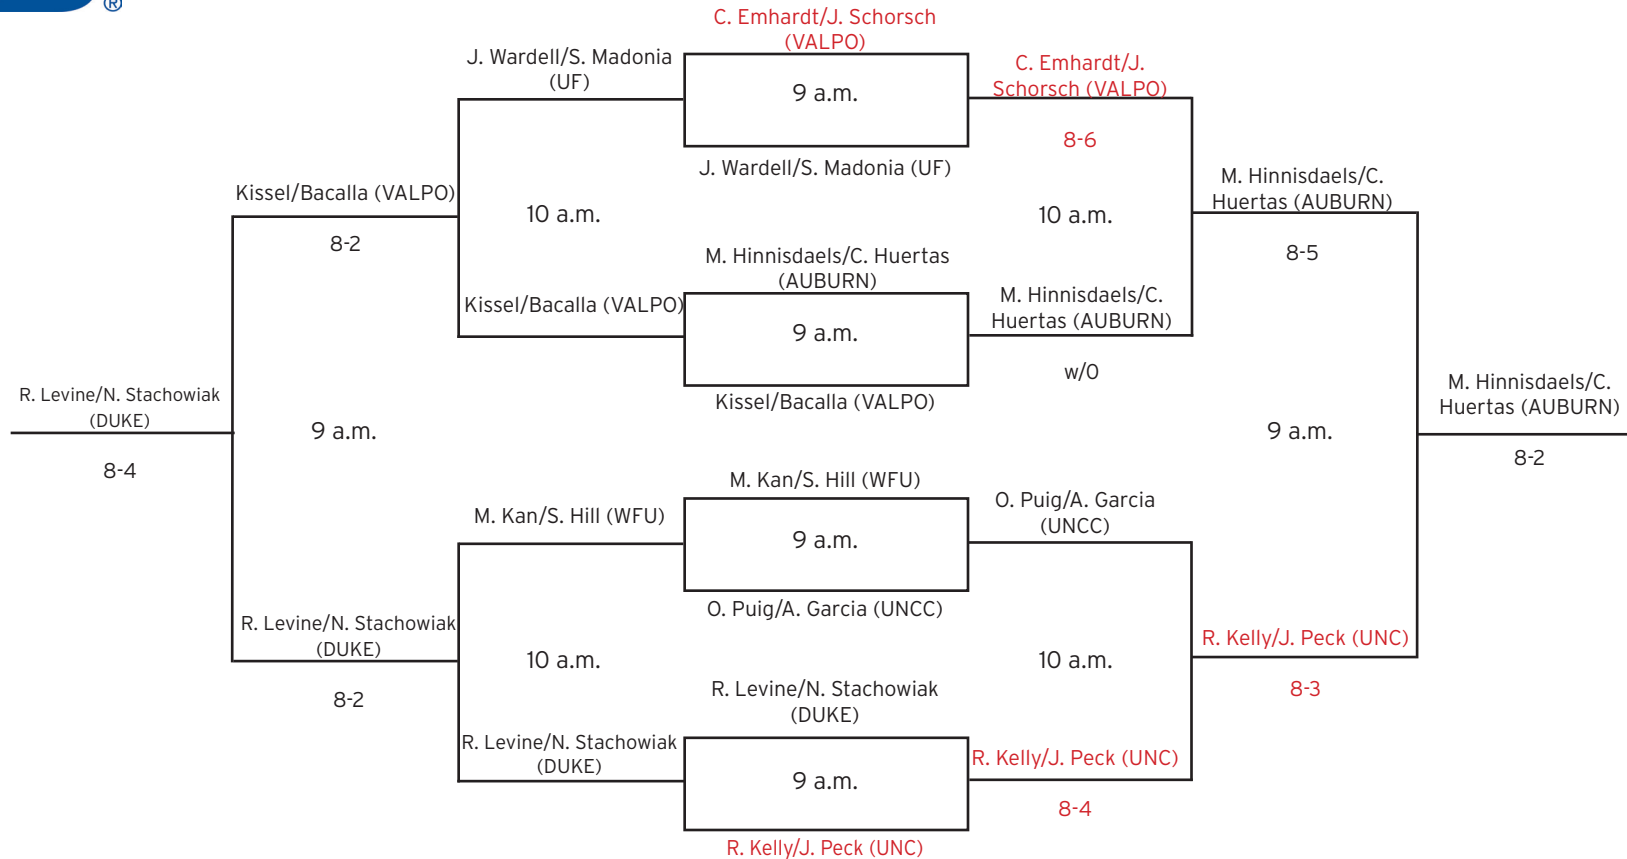 ®
C. Emhardt/J. Schorsch
(VALPO)
J. Wardell/S. Madonia
(UF)
9 a.m.
C. Emhardt/J.
Schorsch (VALPO)
8-6
J. Wardell/S. Madonia (UF)
Kissel/Bacalla (VALPO)
8-2
10 a.m.
10 a.m.
M. Hinnisdaels/C.
Huertas (AUBURN)
8-5
M. Hinnisdaels/C. Huertas
(AUBURN)
Kissel/Bacalla (VALPO)
9 a.m.
M. Hinnisdaels/C.
Huertas (AUBURN)
w/O
Kissel/Bacalla (VALPO)
R. Levine/N. Stachowiak
(DUKE)
8-4
9 a.m.
9 a.m.
M. Hinnisdaels/C.
Huertas (AUBURN)
8-2
M. Kan/S. Hill (WFU)
M. Kan/S. Hill (WFU)
9 a.m.
O. Puig/A. Garcia
(UNCC)
O. Puig/A. Garcia (UNCC)
R. Levine/N. Stachowiak
(DUKE)
8-2
10 a.m.
10 a.m.
R. Kelly/J. Peck (UNC)
8-3
R. Levine/N. Stachowiak
(DUKE)
R. Levine/N. Stachowiak
(DUKE)
9 a.m.
R. Kelly/J. Peck (UNC)
8-4
R. Kelly/J. Peck (UNC)